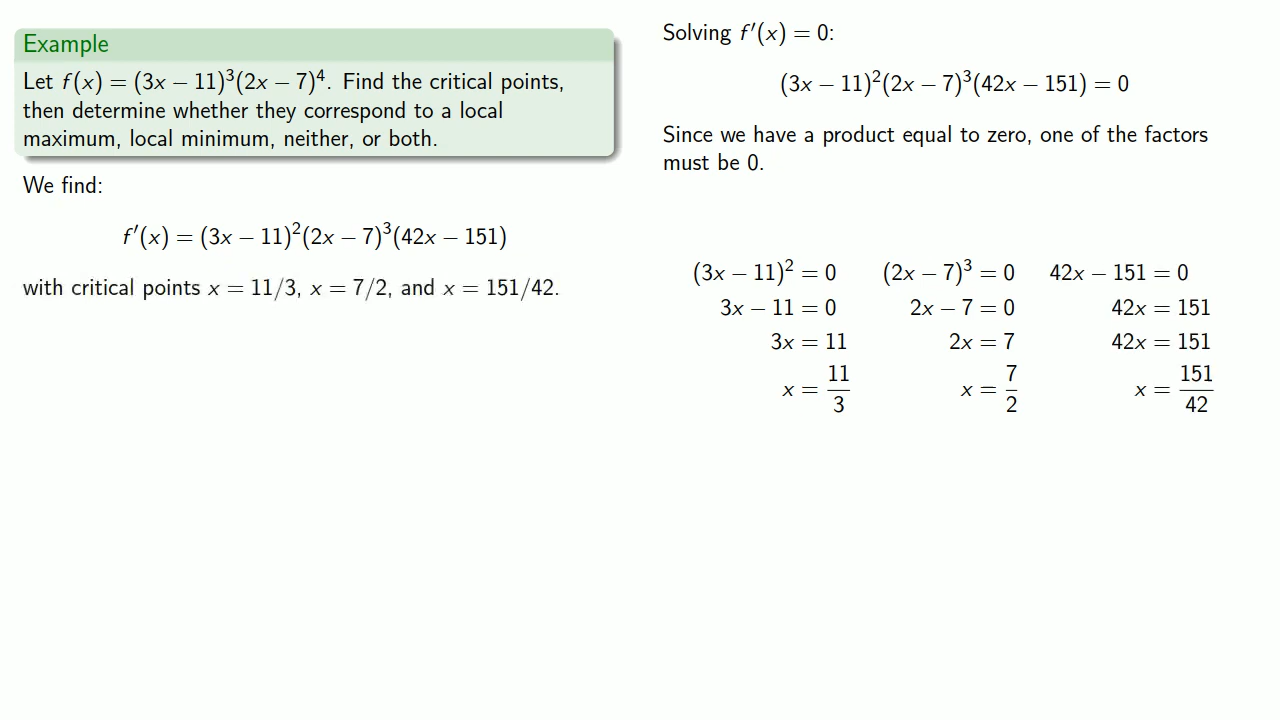 Example
Let f(x) = (3x − 11)³(2x − 7)⁴. Find the critical points,
then determine whether they correspond to a local
maximum, local minimum, neither, or both.
We find:
f′(x) = (3x − 11)²(2x − 7)³(42x − 151)
with critical points x = 11/3, x = 7/2, and x = 151/42.
Solving f′(x) = 0:
(3x − 11)²(2x − 7)³(42x − 151) = 0
Since we have a product equal to zero, one of the factors
must be 0.
(3x − 11)² = 0 (2x − 7)³ = 0 42x − 151 = 0
3x − 11 = 0 2x − 7 = 0 42x = 151
3x = 11 2x = 7 42x = 151
x = 11/3 x = 7/2 x = 151/42